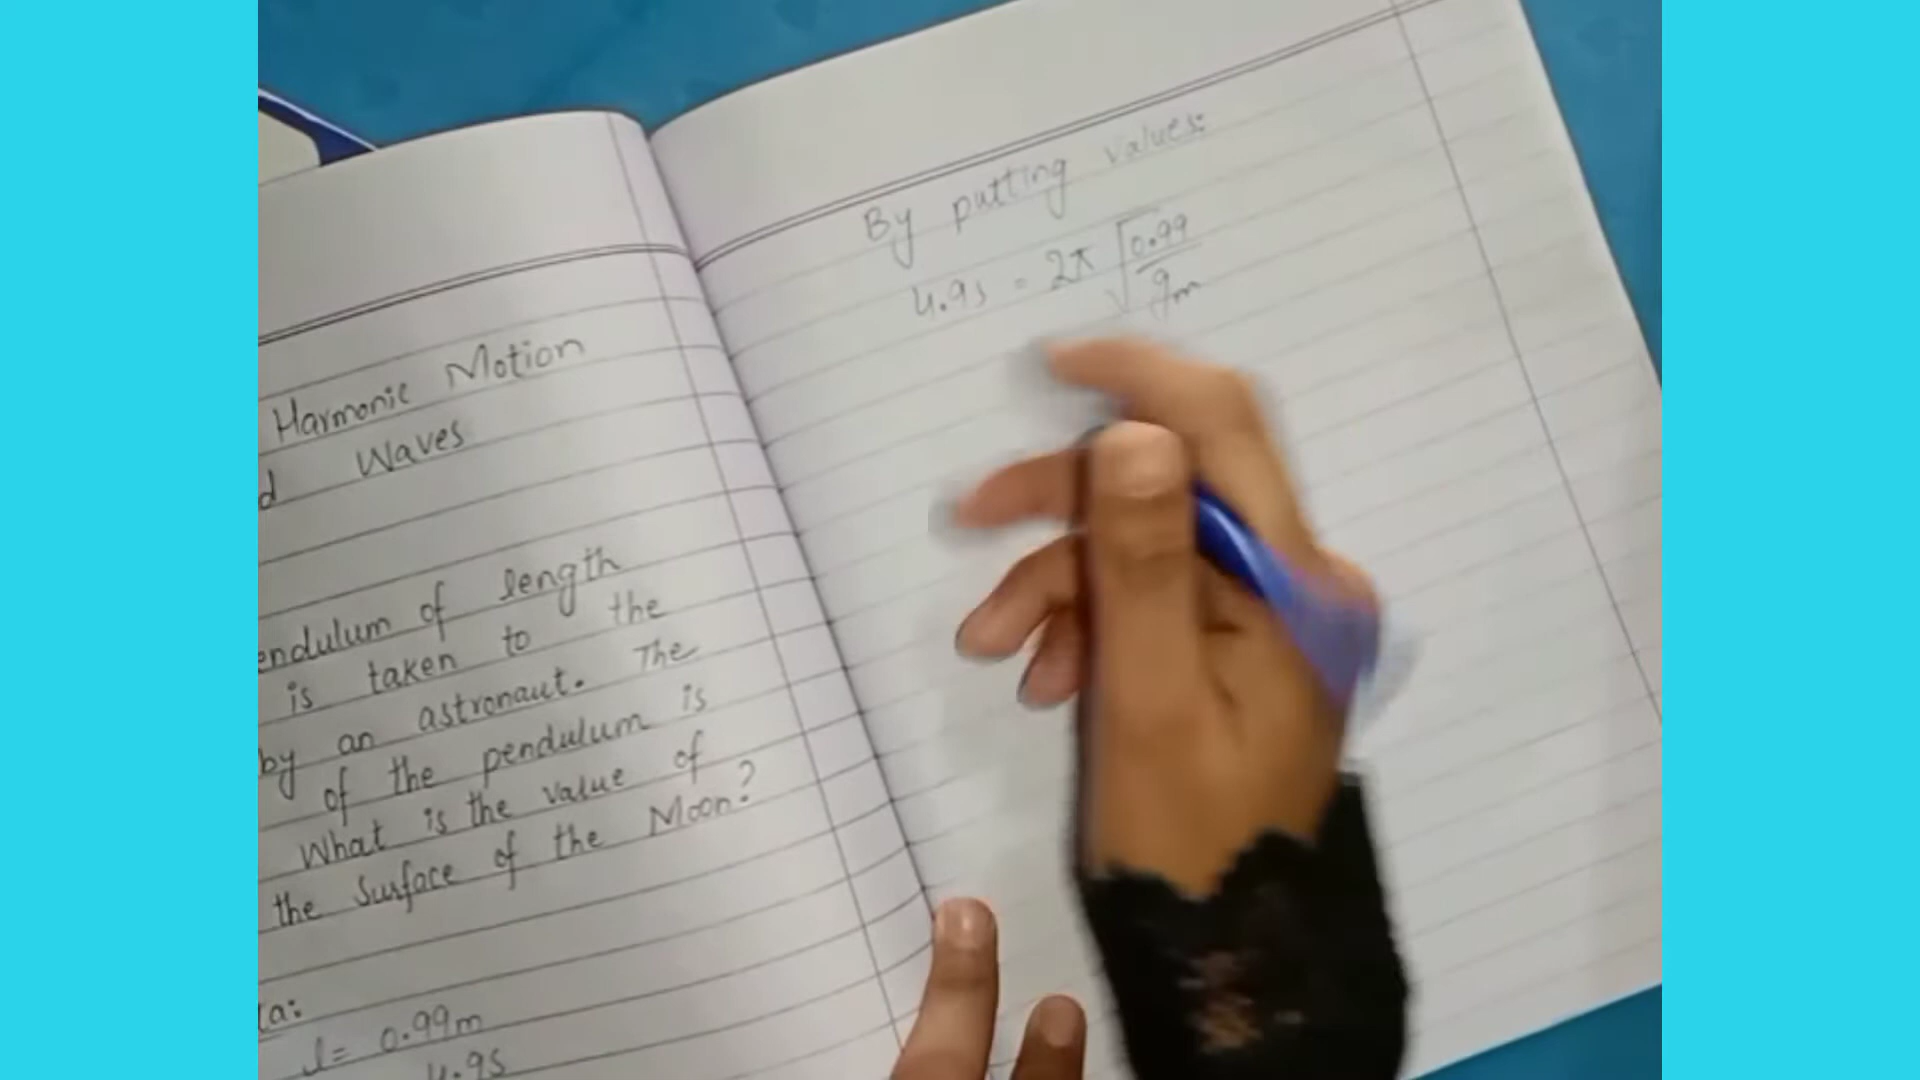 Harmonic Motion
d Waves
endulum of length
is taken to the
by an astronaut. The
of the pendulum is
What is the value of
the surface of the Moon?
ta:
l = 0.99m
4.9s
By putting values:
4.9s = 2π √0.99/gm